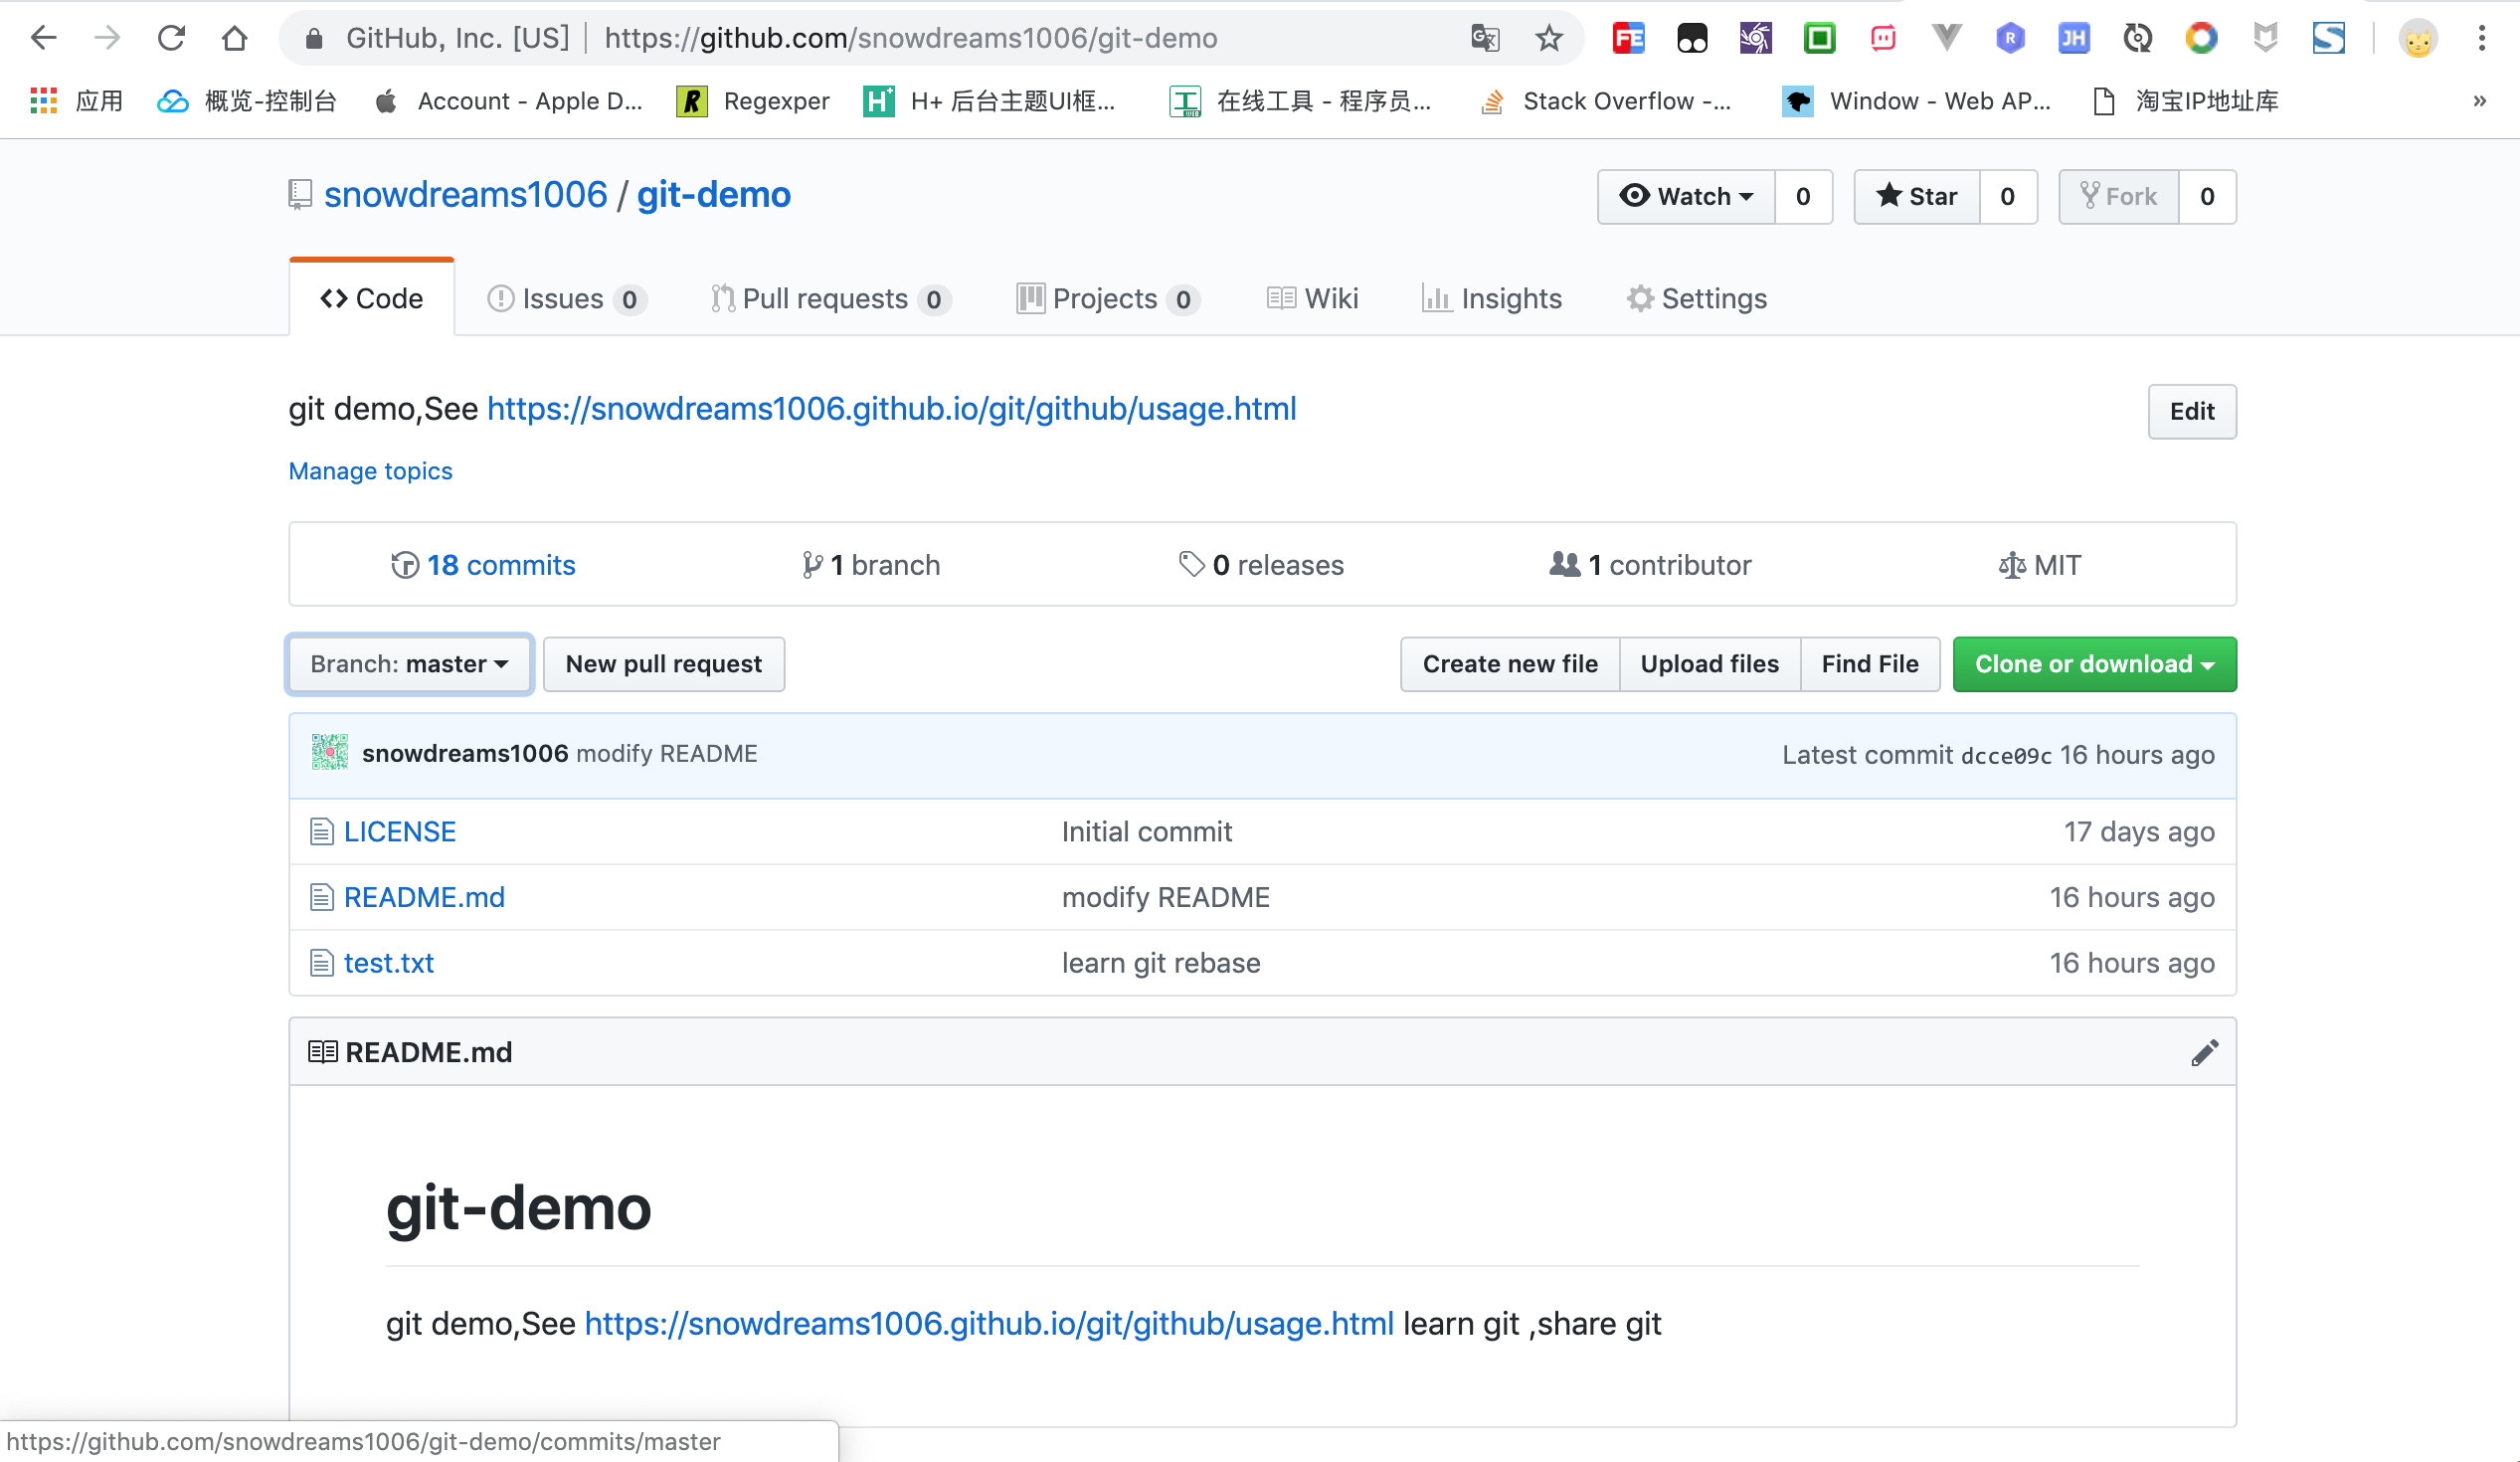 GitHub, Inc. [US] | https://github.com/snowdreams1006/git-demo
应用 概览-控制台 Account - Apple D... Regexper H+ 后台主题UI框... 在线工具 - 程序员... Stack Overflow -... Window - Web AP... 淘宝IP地址库 »
snowdreams1006 / git-demo Watch 0 Star 0 Fork 0
Code Issues 0 Pull requests 0 Projects 0 Wiki Insights Settings
git demo,See https://snowdreams1006.github.io/git/github/usage.html Edit
Manage topics
18 commits 1 branch 0 releases 1 contributor MIT
Branch: master New pull request Create new file Upload files Find File Clone or download
snowdreams1006 modify README Latest commit dcce09c 16 hours ago
LICENSE Initial commit 17 days ago
README.md modify README 16 hours ago
test.txt learn git rebase 16 hours ago
README.md
git-demo
git demo,See https://snowdreams1006.github.io/git/github/usage.html learn git ,share git
https://github.com/snowdreams1006/git-demo/commits/master